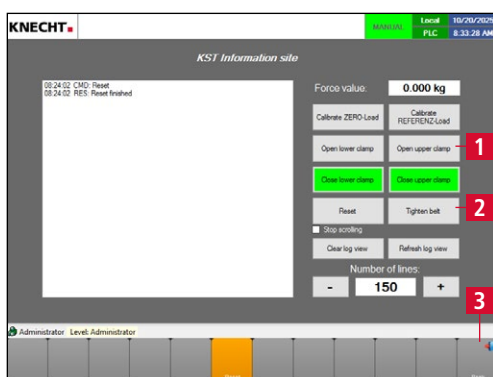 KNECHT
MANUAL
Local
10/20/2025
PLC
8:33:28 AM
KST Information site
08:24:02 CMD: Reset
08:24:02 RES: Reset finished
Force value:
0.000 kg
Calibrate ZERO-Load
Calibrate REFERENZ-Load
Open lower clamp
Open upper clamp
1
Close lower clamp
Close upper clamp
Reset
Tighten belt
2
Stop scrolling
Clear log view
Refresh log view
Number of lines:
-
150
+
3
Administrator
Level: Administrator
Reset